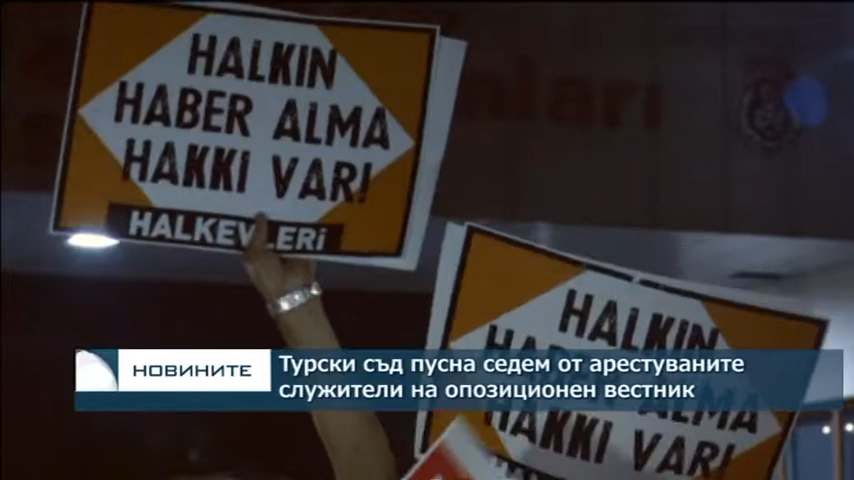 HALKIN
HABER ALMA
HAKKI VAR!
HALKEVLERİ
HALKIN
ALMA
HAKKI VAR!
НОВИНИТЕ
Турски съд пусна седем от арестуваните
служители на опозиционен вестник